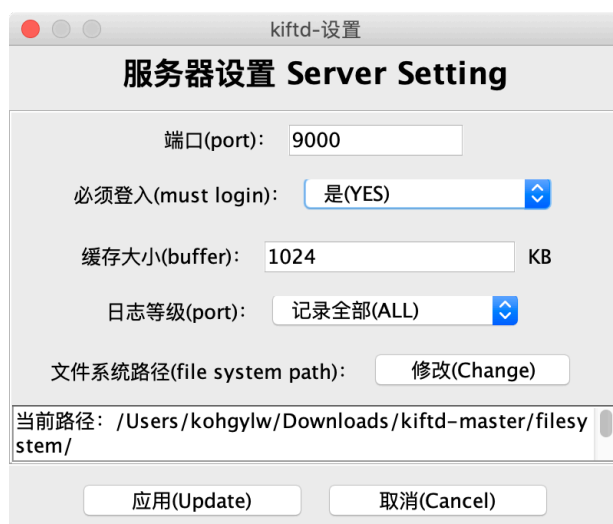 kiftd-设置
服务器设置 Server Setting
端口(port)： 9000
必须登入(must login)： 是(YES)
缓存大小(buffer)： 1024 KB
日志等级(port)： 记录全部(ALL)
文件系统路径(file system path)： 修改(Change)
当前路径：/Users/kohgylw/Downloads/kiftd-master/filesy
stem/
应用(Update) 取消(Cancel)